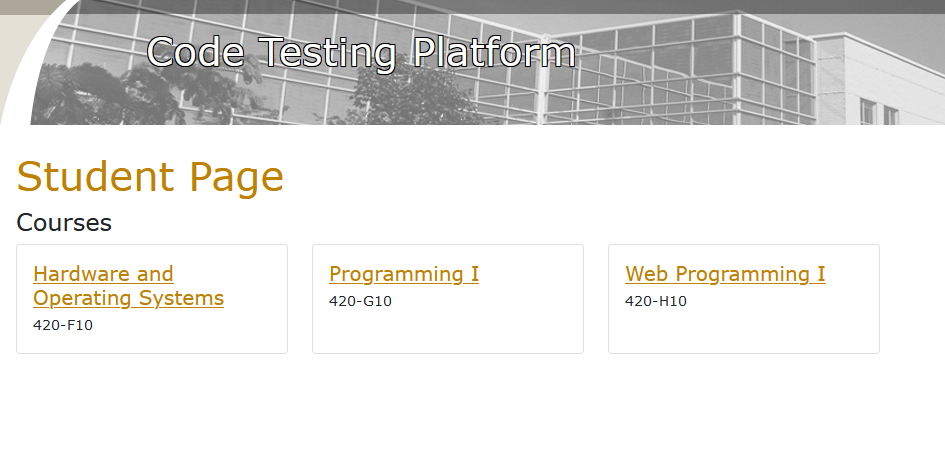 Code Testing Platform
Student Page
Courses
Hardware and
Operating Systems
420-F10
Programming I
420-G10
Web Programming I
420-H10